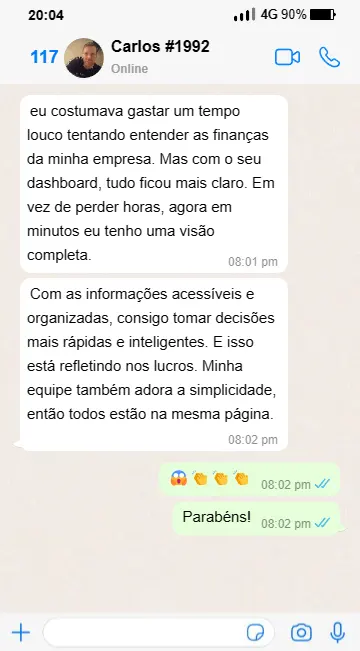 20:04 4G 90%
117 Carlos #1992
Online
eu costumava gastar um tempo
louco tentando entender as finanças
da minha empresa. Mas com o seu
dashboard, tudo ficou mais claro. Em
vez de perder horas, agora em
minutos eu tenho uma visão
completa.
08:01 pm
Com as informações acessíveis e
organizadas, consigo tomar decisões
mais rápidas e inteligentes. E isso
está refletindo nos lucros. Minha
equipe também adora a simplicidade,
então todos estão na mesma página.
08:02 pm
😱👏👏👏 08:02 pm
Parabéns! 08:02 pm